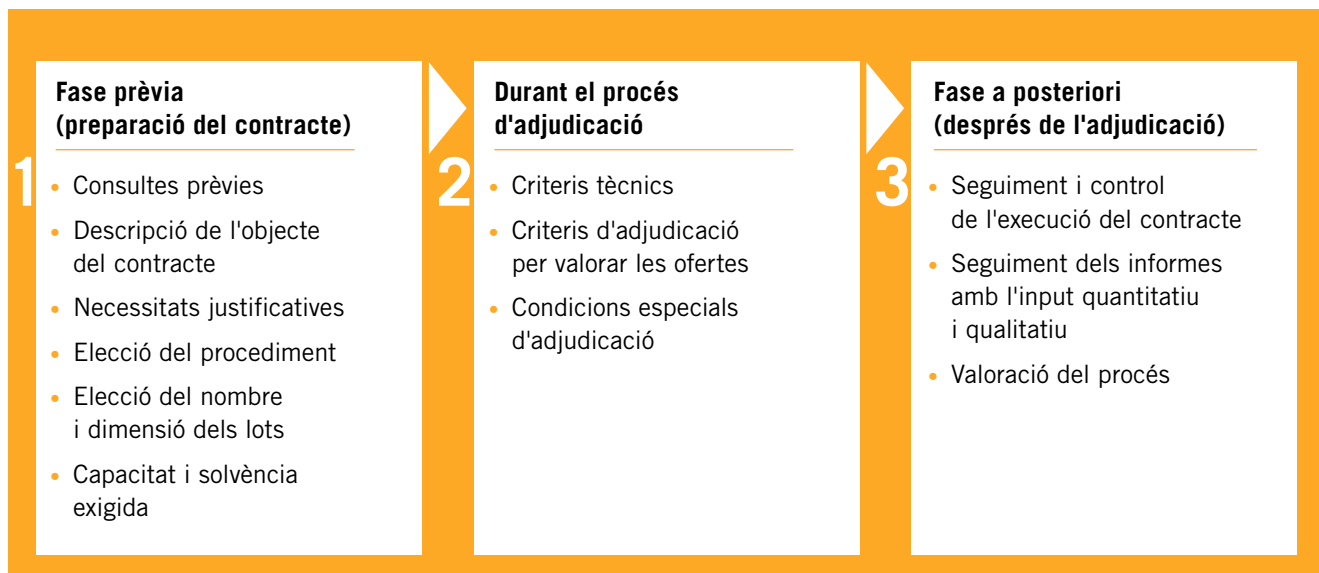 1
Fase prèvia
(preparació del contracte)
• Consultes prèvies
• Descripció de l'objecte
del contracte
• Necessitats justificatives
• Elecció del procediment
• Elecció del nombre
i dimensió dels lots
• Capacitat i solvència
exigida
2
Durant el procés
d'adjudicació
• Criteris tècnics
• Criteris d'adjudicació
per valorar les ofertes
• Condicions especials
d'adjudicació
3
Fase a posteriori
(després de l'adjudicació)
• Seguiment i control
de l'execució del contracte
• Seguiment dels informes
amb l'input quantitatiu
i qualitatiu
• Valoració del procés